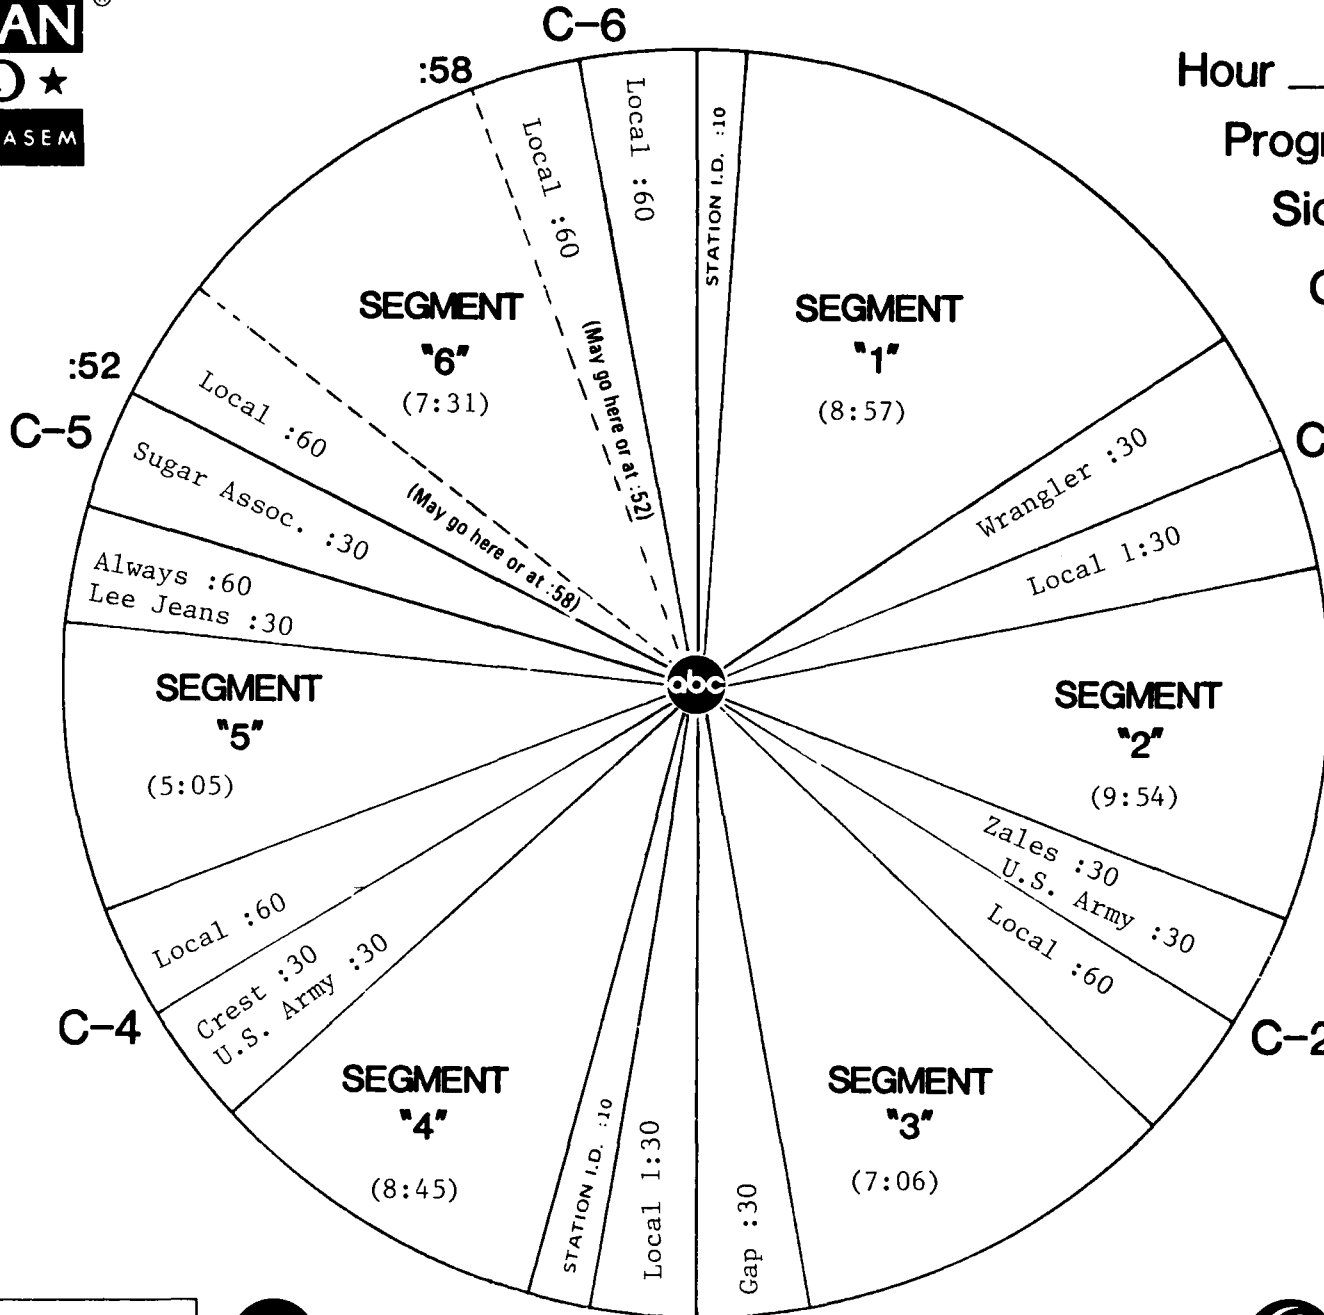 AN ®
★
ASEM
C-6
:58
Hour
:52
C-5
C-4
C-2
STATION I.D. :10
SEGMENT
"1"
(8:57)
Wrangler :30
Local 1:30
SEGMENT
"2"
(9:54)
Zales :30
U.S. Army :30
Local :60
SEGMENT
"3"
(7:06)
Gap :30
Local 1:30
STATION I.D. :10
SEGMENT
"4"
(8:45)
Crest :30
U.S. Army :30
Local :60
SEGMENT
"5"
(5:05)
Always :60
Lee Jeans :30
Sugar Assoc. :30
Local :60
(May go here or at :58)
SEGMENT
"6"
(7:31)
Local :60
(May go here or at :52)
Local :60
abc